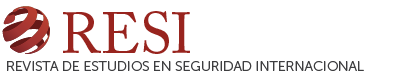 RESI
REVISTA DE ESTUDIOS EN SEGURIDAD INTERNACIONAL